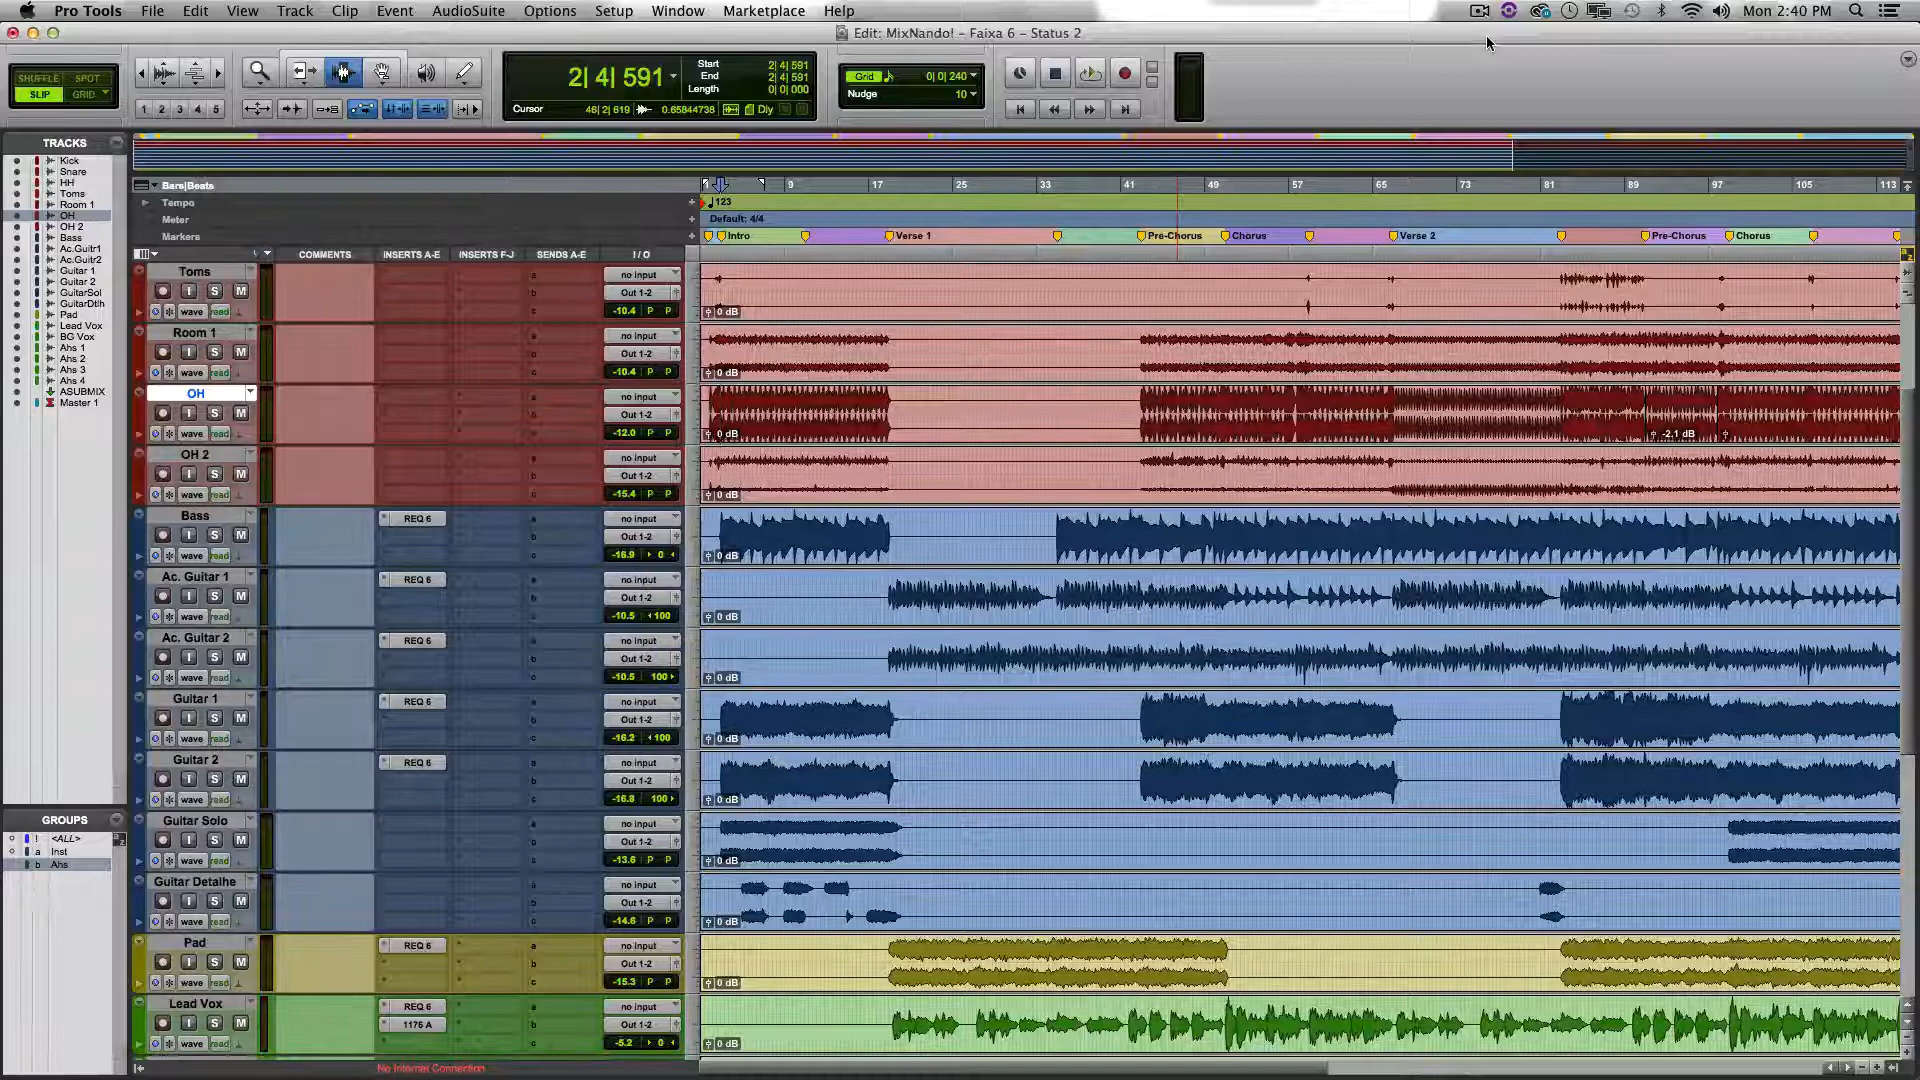 Pro Tools File Edit View Track Clip Event AudioSuite Options Setup Window Marketplace Help Mon 2:40 PM
Edit: MixNando! - Faixa 6 - Status 2
SHUFFLE SPOT
SLIP GRID
1 2 3 4 5
2| 4| 591
Start 2| 4| 591
End 2| 4| 591
Length 0| 0| 000
Cursor 46| 2| 619 0.65844738 Dly
Grid 0| 0| 240
Nudge 10
TRACKS
Kick
Snare
HH
Toms
Room 1
OH
OH 2
Bass
Ac.Guitr1
Ac.Guitr2
Guitar 1
Guitar 2
GuitarSol
GuitarDtlh
Pad
Lead Vox
BG Vox
Ahs 1
Ahs 2
Ahs 3
Ahs 4
ASUBMIX
Master 1
GROUPS
! <ALL>
a Inst
b Ahs
Bars|Beats 9 17 25 33 41 49 57 65 73 81 89 97 105 113
Tempo 123
Meter Default: 4/4
Markers Intro Verse 1 Pre-Chorus Chorus Verse 2 Pre-Chorus Chorus
COMMENTS INSERTS A-E INSERTS F-J SENDS A-E I / O
Toms a no input
I S M b Out 1-2
wave read c -10.4 P P 0 dB
Room 1 a no input
I S M b Out 1-2
wave read c -10.4 P P 0 dB
OH a no input
I S M b Out 1-2
wave read c -12.0 P P 0 dB -2.1 dB
OH 2 a no input
I S M b Out 1-2
wave read c -15.4 P P 0 dB
Bass REQ 6 a no input
I S M b Out 1-2
wave read c -16.9 0 0 dB
Ac. Guitar 1 REQ 6 a no input
I S M b Out 1-2
wave read c -10.5 100 0 dB
Ac. Guitar 2 REQ 6 a no input
I S M b Out 1-2
wave read c -10.5 100 0 dB
Guitar 1 REQ 6 a no input
I S M b Out 1-2
wave read c -16.2 100 0 dB
Guitar 2 REQ 6 a no input
I S M b Out 1-2
wave read c -16.8 100 0 dB
Guitar Solo a no input
I S M b Out 1-2
wave read c -13.6 P P 0 dB
Guitar Detalhe a no input
I S M b Out 1-2
wave read c -14.6 P P 0 dB
Pad REQ 6 a no input
I S M b Out 1-2
wave read c -15.3 P P 0 dB
Lead Vox REQ 6 a no input
I S M 1176 A b Out 1-2
wave read c -5.2 0 0 dB
No Internet Connection